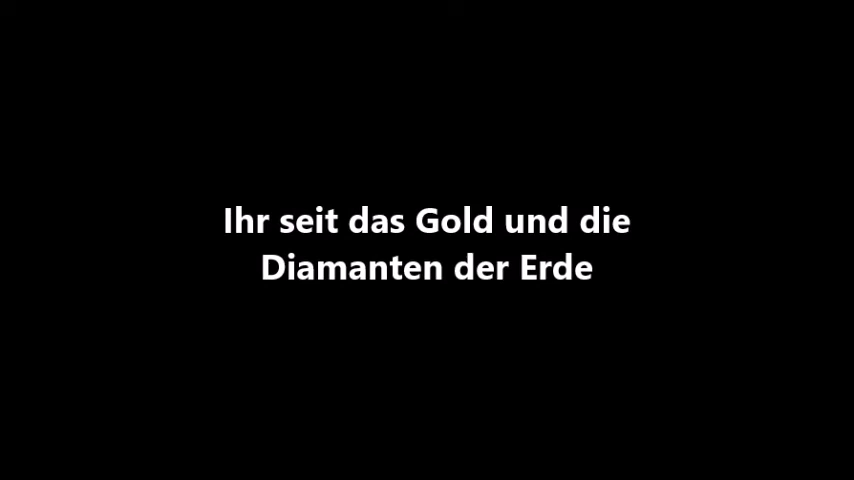 Ihr seit das Gold und die
Diamanten der Erde